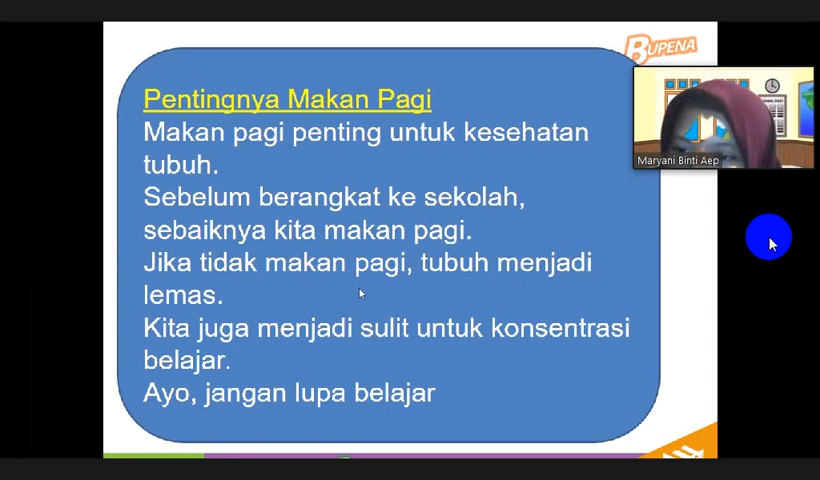 BUPENA
Pentingnya Makan Pagi
Makan pagi penting untuk kesehatan
tubuh.
Sebelum berangkat ke sekolah,
sebaiknya kita makan pagi.
Jika tidak makan pagi, tubuh menjadi
lemas.
Kita juga menjadi sulit untuk konsentrasi
belajar.
Ayo, jangan lupa belajar
Maryani Binti Aep